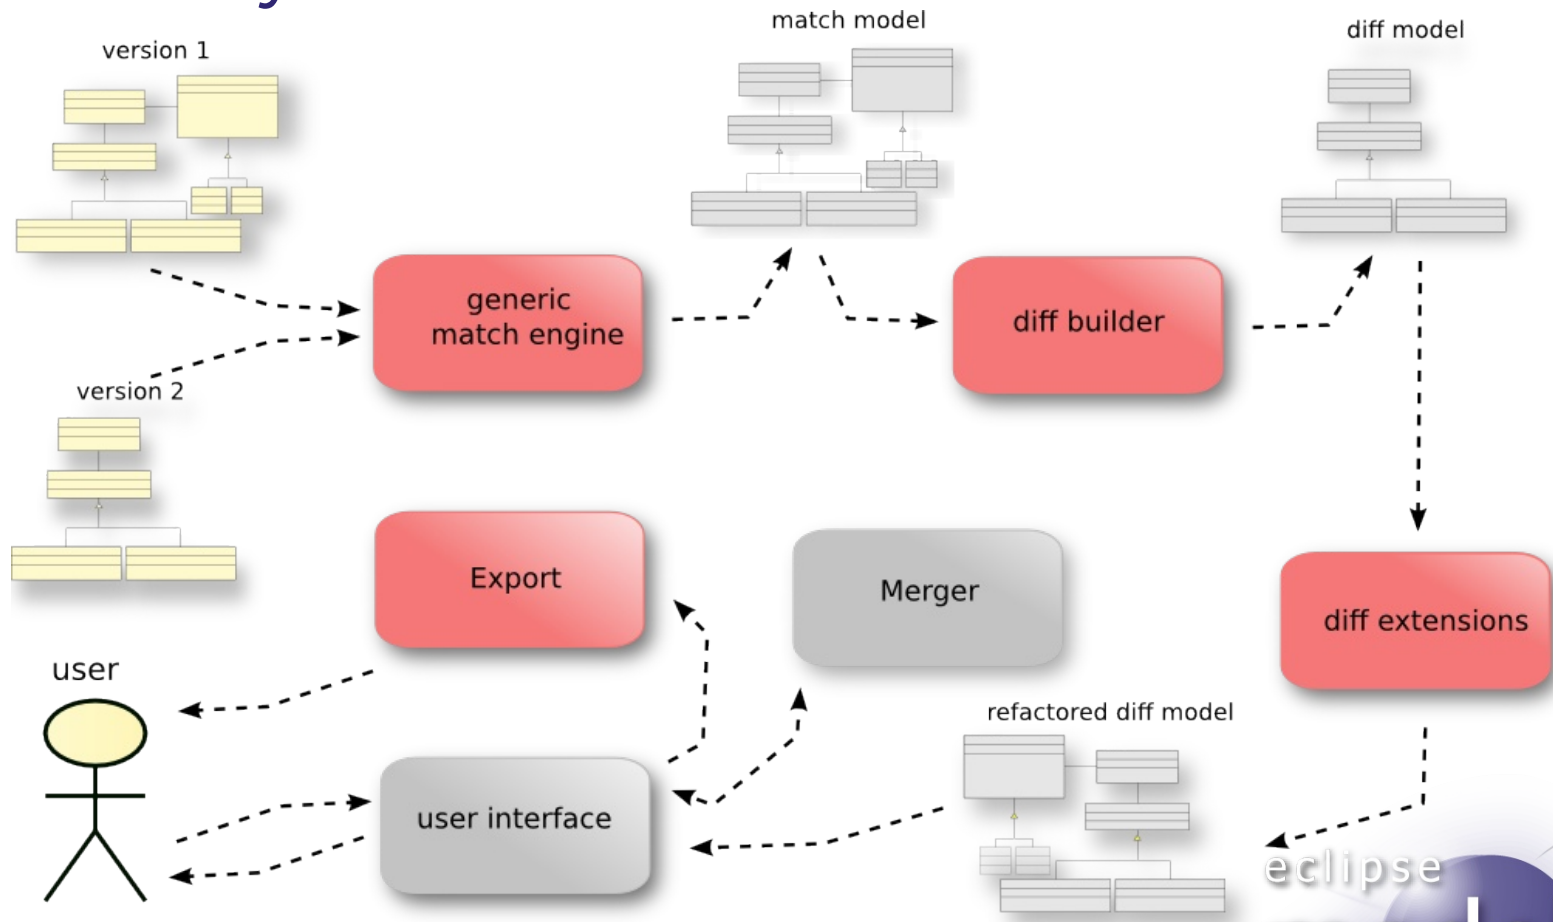 version 1
match model
diff model
generic
match engine
diff builder
version 2
Export
Merger
diff extensions
user
refactored diff model
user interface
eclipse